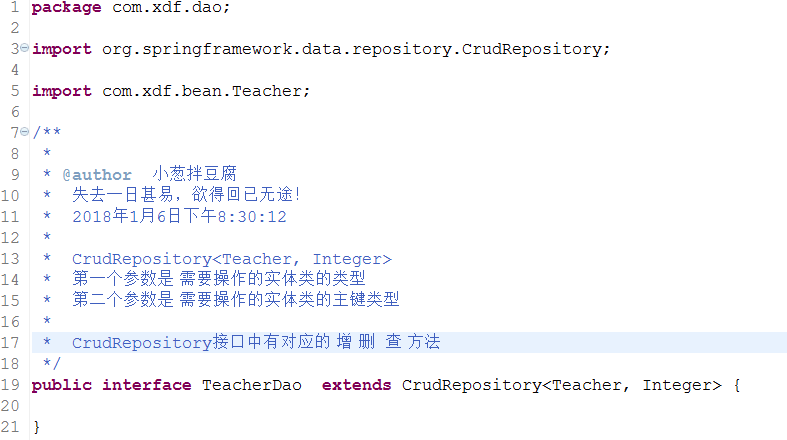 1 package com.xdf.dao;
2
3 import org.springframework.data.repository.CrudRepository;
4
5 import com.xdf.bean.Teacher;
6
7 /**
8  *
9  * @author  小葱拌豆腐
10  *  失去一日甚易，欲得回已无途！
11  *  2018年1月6日下午8:30:12
12  *
13  *  CrudRepository<Teacher, Integer>
14  *  第一个参数是 需要操作的实体类的类型
15  *  第二个参数是 需要操作的实体类的主键类型
16  *
17  *  CrudRepository接口中有对应的 增 删  查 方法
18  */
19 public interface TeacherDao  extends CrudRepository<Teacher, Integer> {
20
21 }